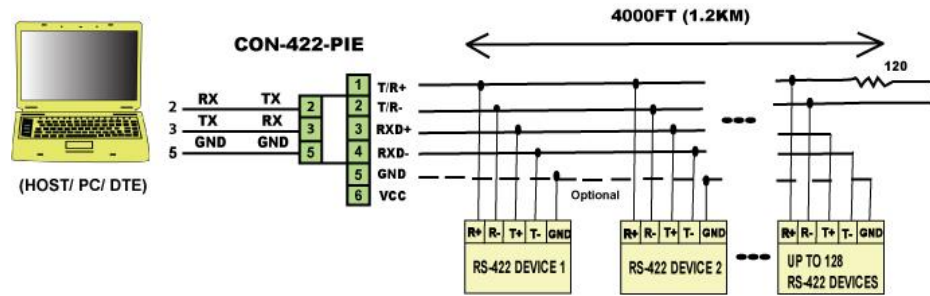 4000FT (1.2KM)
CON-422-PIE
120
1 T/R+
2 RX TX 2 2 T/R-
3 TX RX 3 3 RXD+
5 GND GND 5 4 RXD-
5 GND
6 VCC
Optional
(HOST/ PC/ DTE)
R+ R- T+ T- GND
RS-422 DEVICE 1
R+ R- T+ T- GND
RS-422 DEVICE 2
R+ R- T+ T- GND
UP TO 128
RS-422 DEVICES